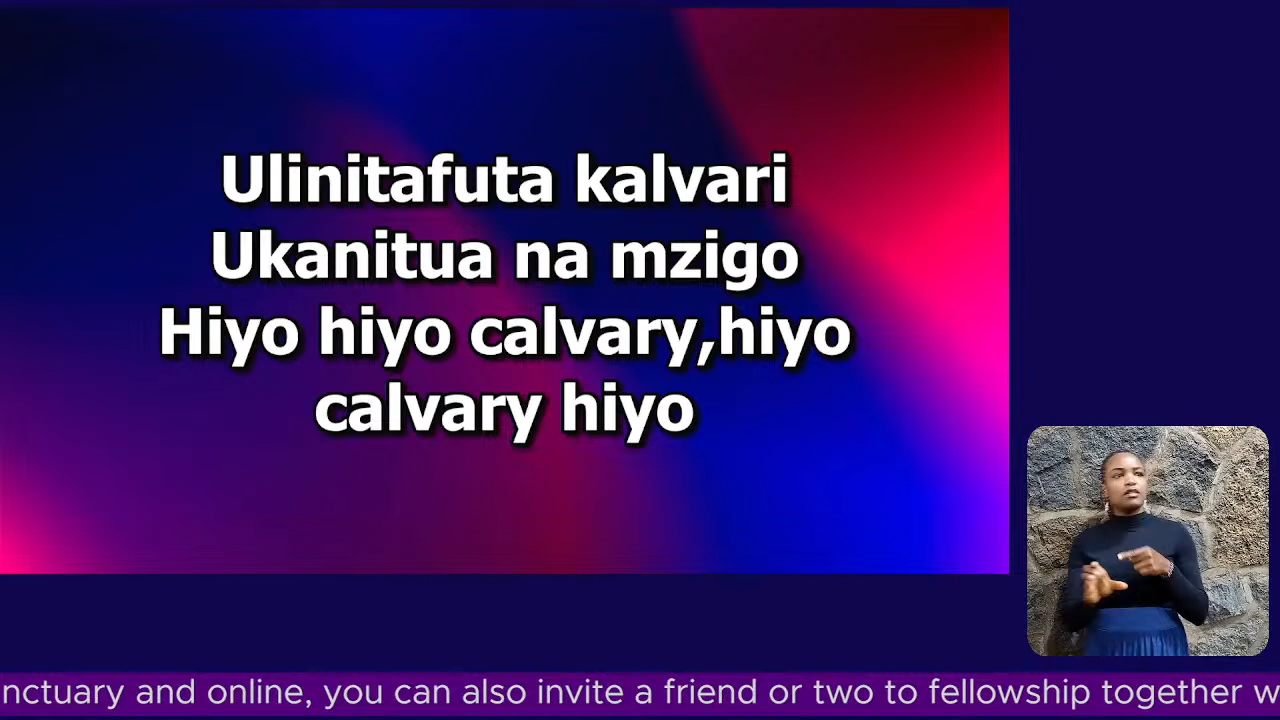 Ulinitafuta kalvari
Ukanitua na mzigo
Hiyo hiyo calvary,hiyo
calvary hiyo
nctuary and online, you can also invite a friend or two to fellowship together w